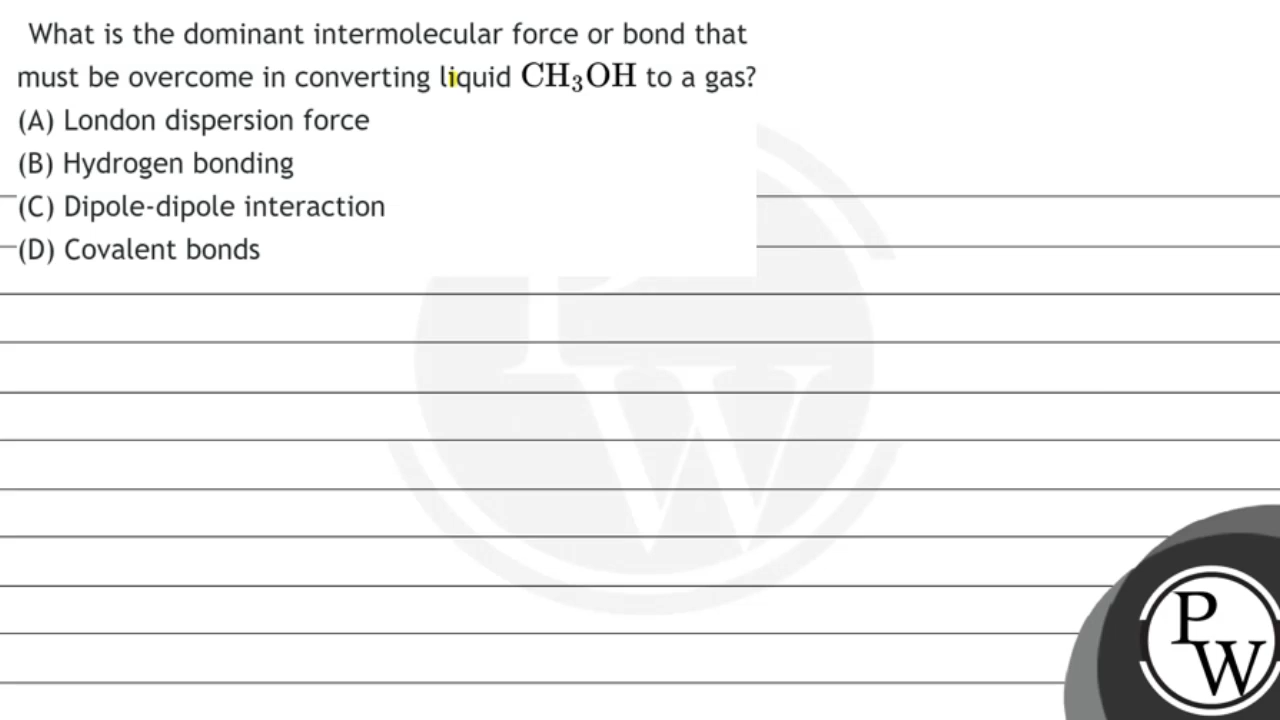 What is the dominant intermolecular force or bond that
must be overcome in converting liquid CH₃OH to a gas?
(A) London dispersion force
(B) Hydrogen bonding
(C) Dipole-dipole interaction
(D) Covalent bonds
W
P
W